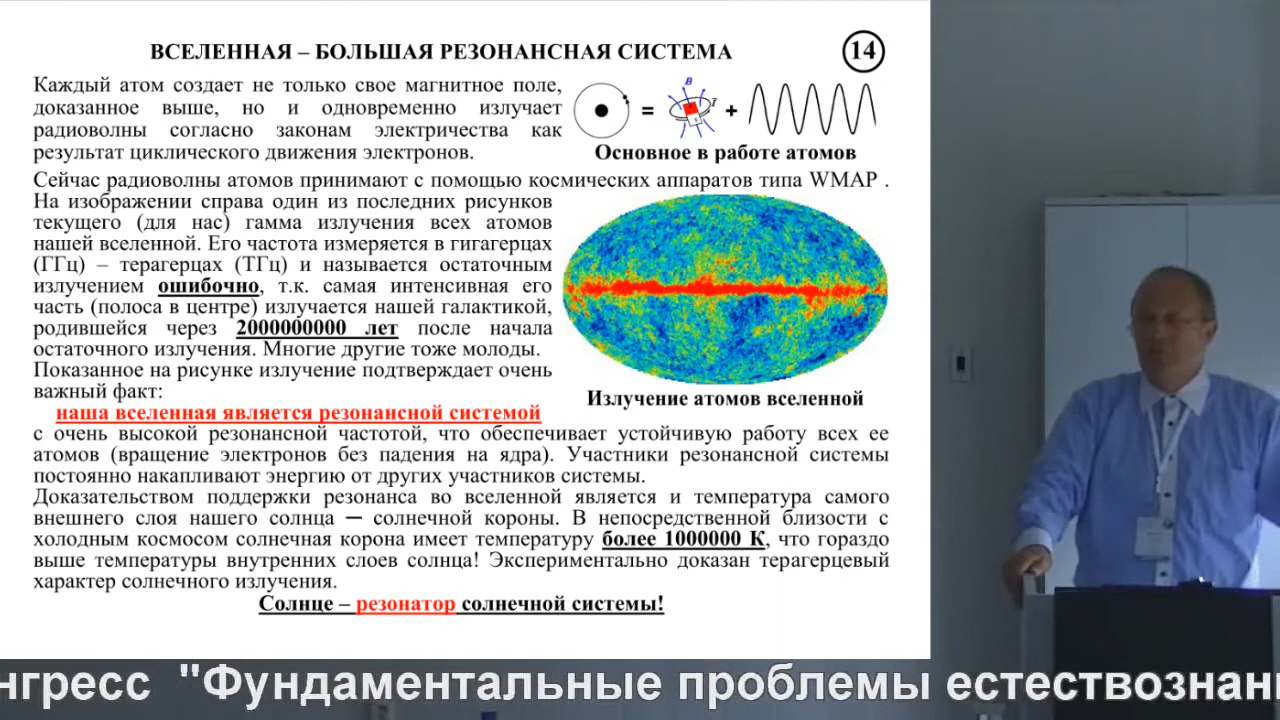 ВСЕЛЕННАЯ – БОЛЬШАЯ РЕЗОНАНСНАЯ СИСТЕМА
14
Каждый атом создает не только свое магнитное поле,
доказанное выше, но и одновременно излучает
радиоволны согласно законам электричества как
результат циклического движения электронов.
B
=
+
Основное в работе атомов
Сейчас радиоволны атомов принимают с помощью космических аппаратов типа WMAP .
На изображении справа один из последних рисунков
текущего (для нас) гамма излучения всех атомов
нашей вселенной. Его частота измеряется в гигагерцах
(ГГц) – терагерцах (ТГц) и называется остаточным
излучением ошибочно, т.к. самая интенсивная его
часть (полоса в центре) излучается нашей галактикой,
родившейся через 2000000000 лет после начала
остаточного излучения. Многие другие тоже молоды.
Показанное на рисунке излучение подтверждает очень
важный факт:
Излучение атомов вселенной
наша вселенная является резонансной системой
с очень высокой резонансной частотой, что обеспечивает устойчивую работу всех ее
атомов (вращение электронов без падения на ядра). Участники резонансной системы
постоянно накапливают энергию от других участников системы.
Доказательством поддержки резонанса во вселенной является и температура самого
внешнего слоя нашего солнца — солнечной короны. В непосредственной близости с
холодным космосом солнечная корона имеет температуру более 1000000 К, что гораздо
выше температуры внутренних слоев солнца! Экспериментально доказан терагерцевый
характер солнечного излучения.
Солнце – резонатор солнечной системы!
нгресс "Фундаментальные проблемы естествознан